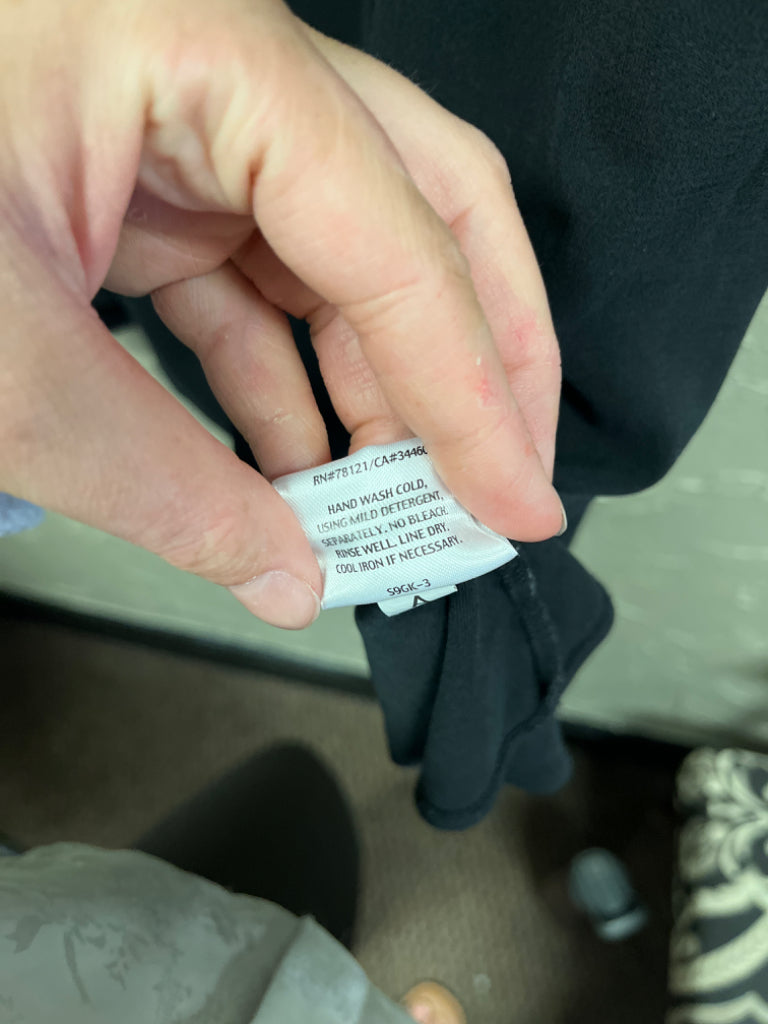 RN#78121/CA#3446
HAND WASH COLD,
USING MILD DETERGENT,
SEPARATELY. NO BLEACH.
RINSE WELL. LINE DRY.
COOL IRON IF NECESSARY.
S9GK-3